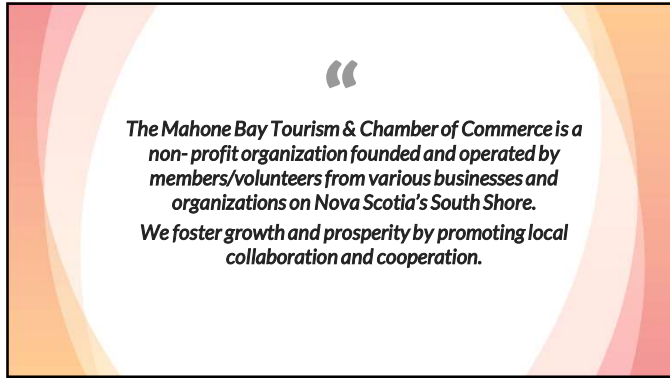 “
The Mahone Bay Tourism & Chamber of Commerce is a
non- profit organization founded and operated by
members/volunteers from various businesses and
organizations on Nova Scotia’s South Shore.
We foster growth and prosperity by promoting local
collaboration and cooperation.